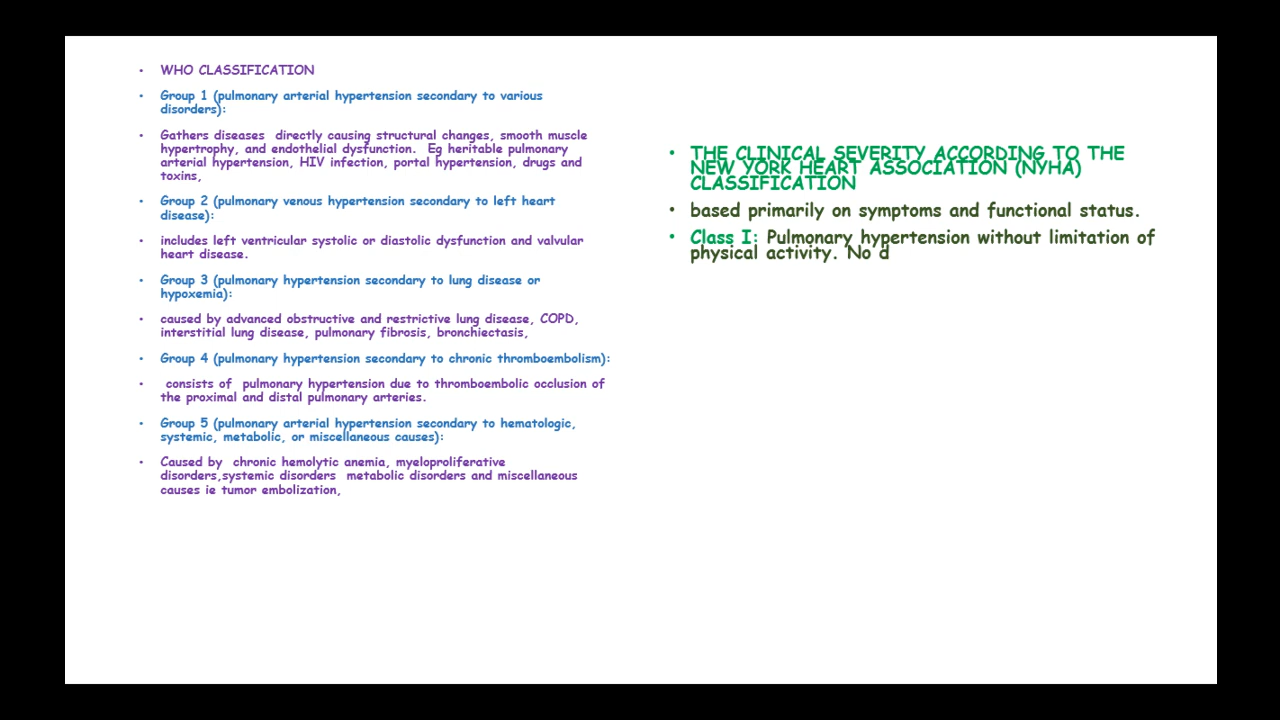 WHO CLASSIFICATION
Group 1 (pulmonary arterial hypertension secondary to various
disorders):
Gathers diseases  directly causing structural changes, smooth muscle
hypertrophy, and endothelial dysfunction.  Eg heritable pulmonary
arterial hypertension, HIV infection, portal hypertension, drugs and
toxins,
Group 2 (pulmonary venous hypertension secondary to left heart
disease):
includes left ventricular systolic or diastolic dysfunction and valvular
heart disease.
Group 3 (pulmonary hypertension secondary to lung disease or
hypoxemia):
caused by advanced obstructive and restrictive lung disease, COPD,
interstitial lung disease, pulmonary fibrosis, bronchiectasis,
Group 4 (pulmonary hypertension secondary to chronic thromboembolism):
consists of  pulmonary hypertension due to thromboembolic occlusion of
the proximal and distal pulmonary arteries.
Group 5 (pulmonary arterial hypertension secondary to hematologic,
systemic, metabolic, or miscellaneous causes):
Caused by  chronic hemolytic anemia, myeloproliferative
disorders,systemic disorders  metabolic disorders and miscellaneous
causes ie tumor embolization,
THE CLINICAL SEVERITY ACCORDING TO THE
NEW YORK HEART ASSOCIATION (NYHA)
CLASSIFICATION
based primarily on symptoms and functional status.
Class I: Pulmonary hypertension without limitation of
physical activity. No d